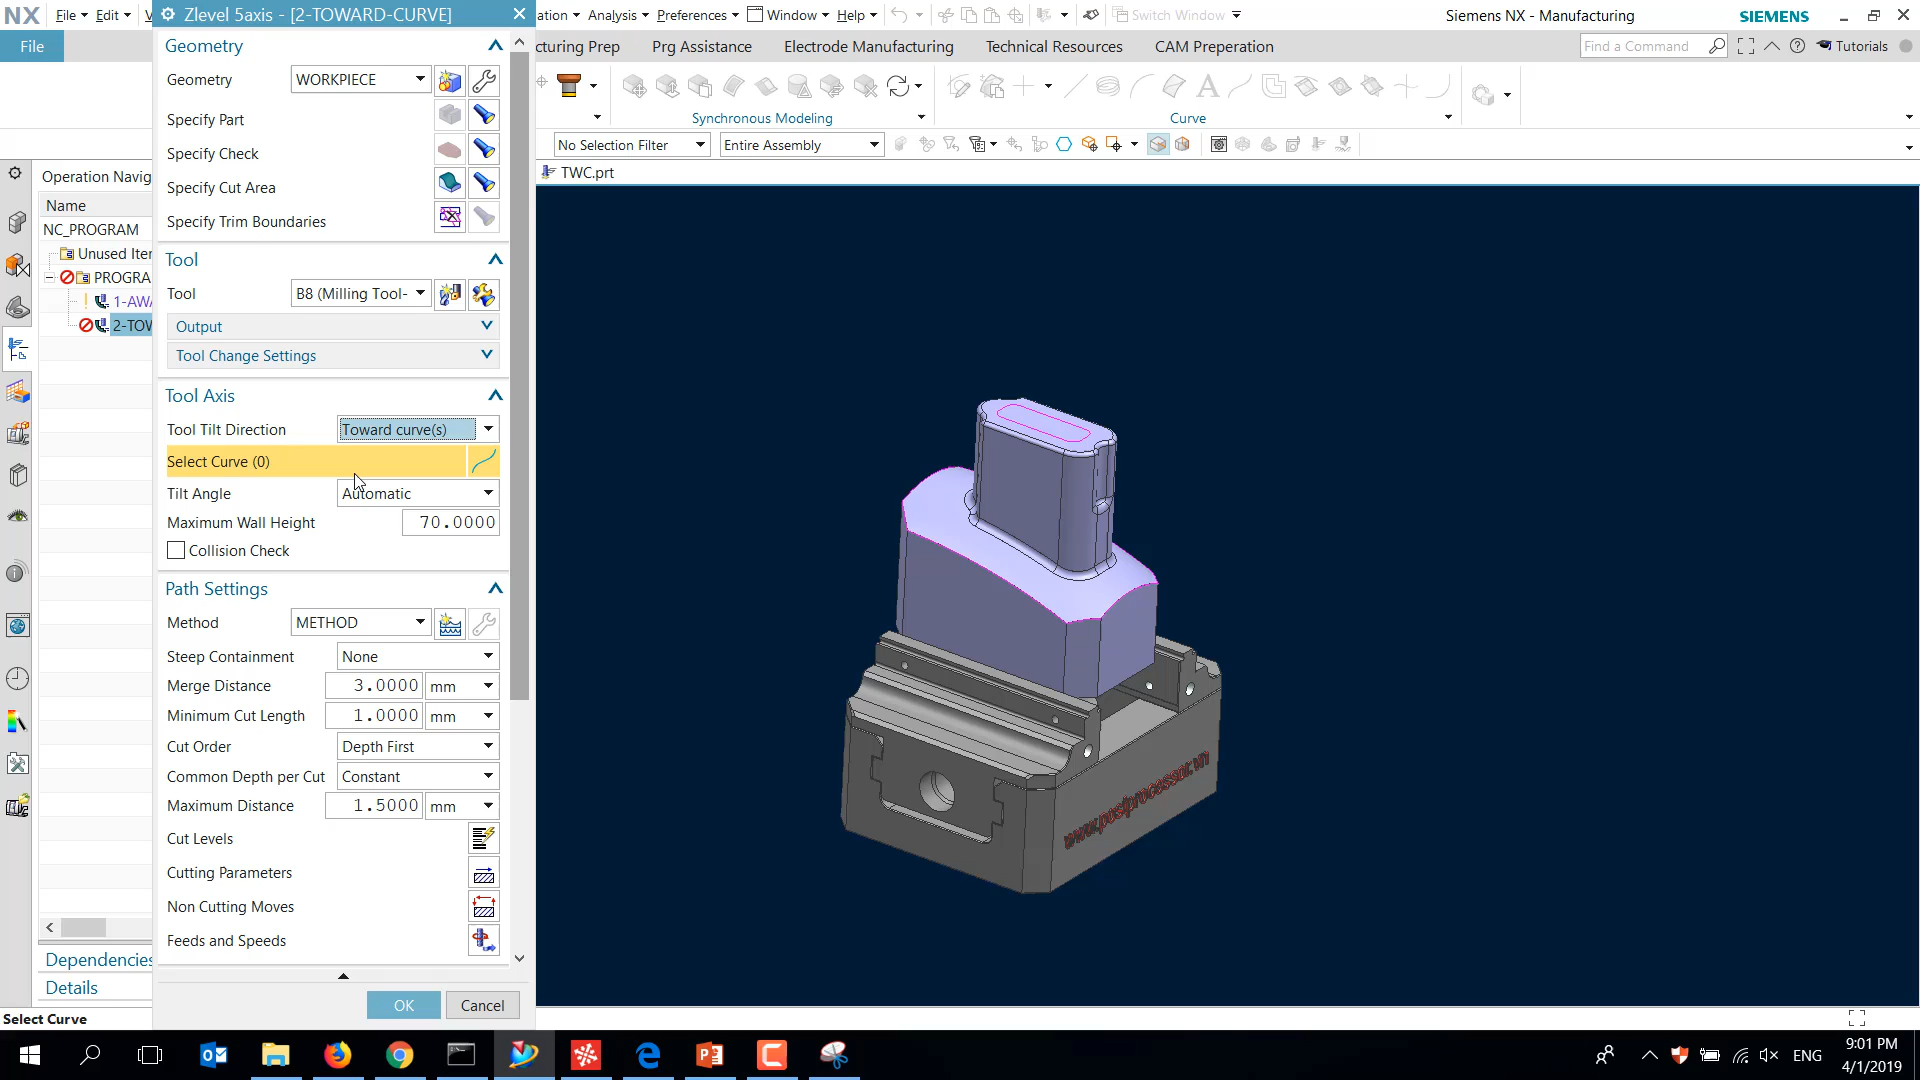 NX
File
Edit
Zlevel 5axis - [2-TOWARD-CURVE]
ation
Analysis
Preferences
Window
Help
Switch Window
Siemens NX - Manufacturing
SIEMENS
File
cturing Prep
Prg Assistance
Electrode Manufacturing
Technical Resources
CAM Preperation
Find a Command
Tutorials
Synchronous Modeling
Curve
No Selection Filter
Entire Assembly
TWC.prt
Operation Navig
Name
NC_PROGRAM
Unused Iter
PROGRA
1-AWA
2-TOW
Dependencies
Details
Geometry
Geometry
WORKPIECE
Specify Part
Specify Check
Specify Cut Area
Specify Trim Boundaries
Tool
Tool
B8 (Milling Tool-
Output
Tool Change Settings
Tool Axis
Tool Tilt Direction
Toward curve(s)
Select Curve (0)
Tilt Angle
Automatic
Maximum Wall Height
70.0000
Collision Check
Path Settings
Method
METHOD
Steep Containment
None
Merge Distance
3.0000
mm
Minimum Cut Length
1.0000
mm
Cut Order
Depth First
Common Depth per Cut
Constant
Maximum Distance
1.5000
mm
Cut Levels
Cutting Parameters
Non Cutting Moves
Feeds and Speeds
OK
Cancel
www.postprocessor.vn
Select Curve
ENG
9:01 PM
4/1/2019